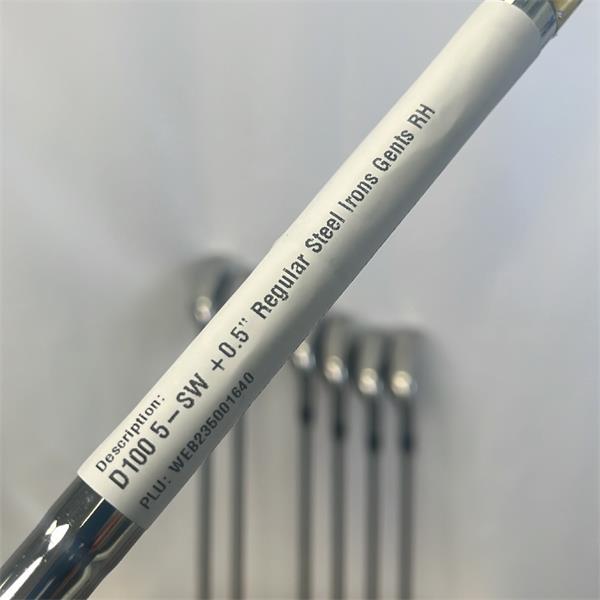 Description:
D100 5-SW +0.5" Regular Steel Irons Gents RH
PLU: WEB235001640